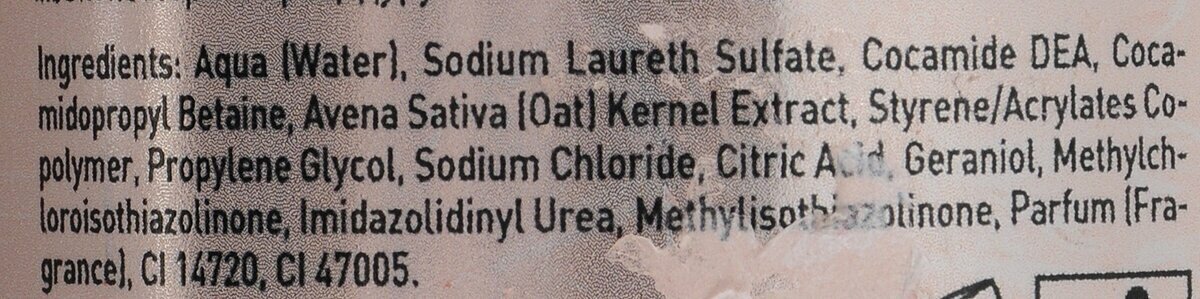 Ingredients: Aqua (Water), Sodium Laureth Sulfate, Cocamide DEA, Coca-
midopropyl Betaine, Avena Sativa (Oat) Kernel Extract, Styrene/Acrylates Co-
polymer, Propylene Glycol, Sodium Chloride, Citric Acid, Geraniol, Methylch-
loroisothiazolinone, Imidazolidinyl Urea, Methylisothiazolinone, Parfum (Fra-
grance), CI 14720, CI 47005.